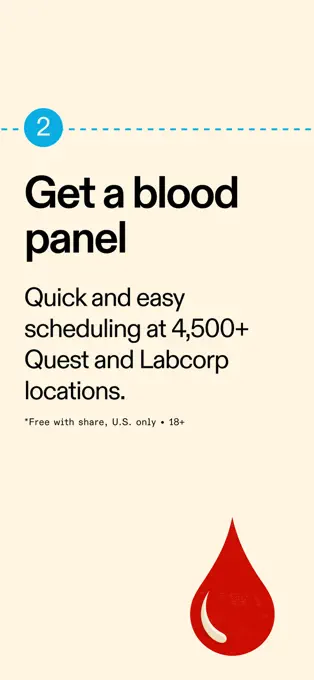 2
Get a blood
panel
Quick and easy
scheduling at 4,500+
Quest and Labcorp
locations.
*Free with share, U.S. only • 18+